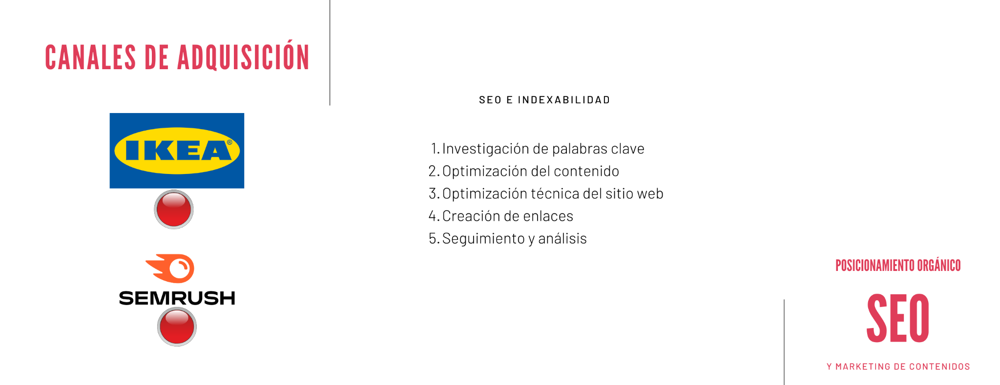 CANALES DE ADQUISICIÓN
IKEA®
SEMRUSH
SEO E INDEXABILIDAD
1. Investigación de palabras clave
2. Optimización del contenido
3. Optimización técnica del sitio web
4. Creación de enlaces
5. Seguimiento y análisis
POSICIONAMIENTO ORGÁNICO
SEO
Y MARKETING DE CONTENIDOS